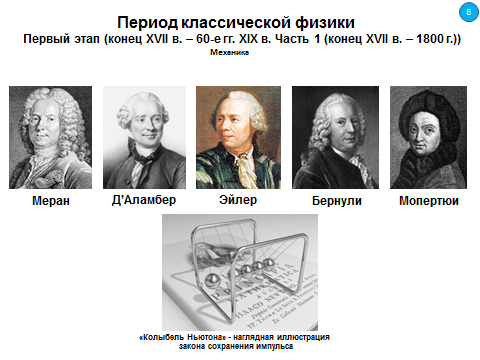 6
Период классической физики
Первый этап (конец XVII в. – 60-е гг. XIX в. Часть 1 (конец XVII в. – 1800 г.))
Механика
Меран
Д'Аламбер
Эйлер
Бернули
Мопертюи
«Колыбель Ньютона» - наглядная иллюстрация
закона сохранения импульса